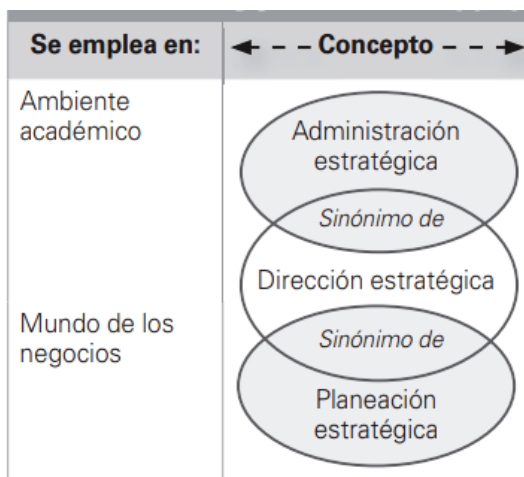 Se emplea en:
Concepto
Ambiente
académico
Administración
estratégica
Sinónimo de
Dirección estratégica
Mundo de los
negocios
Sinónimo de
Planeación
estratégica